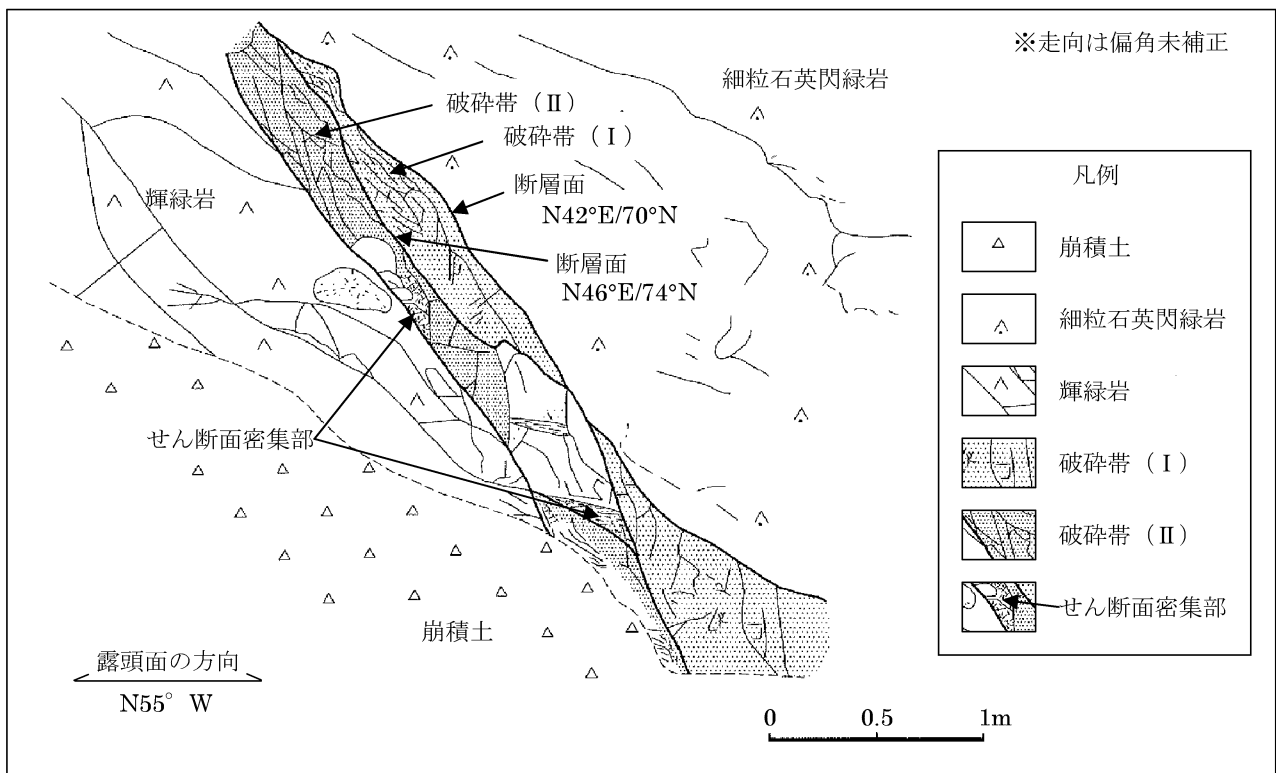 ※走向は偏角未補正
細粒石英閃緑岩
破砕帯（Ⅱ）
破砕帯（Ⅰ）
断層面
N42°E/70°N
輝緑岩
断層面
N46°E/74°N
せん断面密集部
崩積土
露頭面の方向
N55° W
0 0.5 1m
凡例
崩積土
細粒石英閃緑岩
輝緑岩
破砕帯（Ⅰ）
破砕帯（Ⅱ）
せん断面密集部